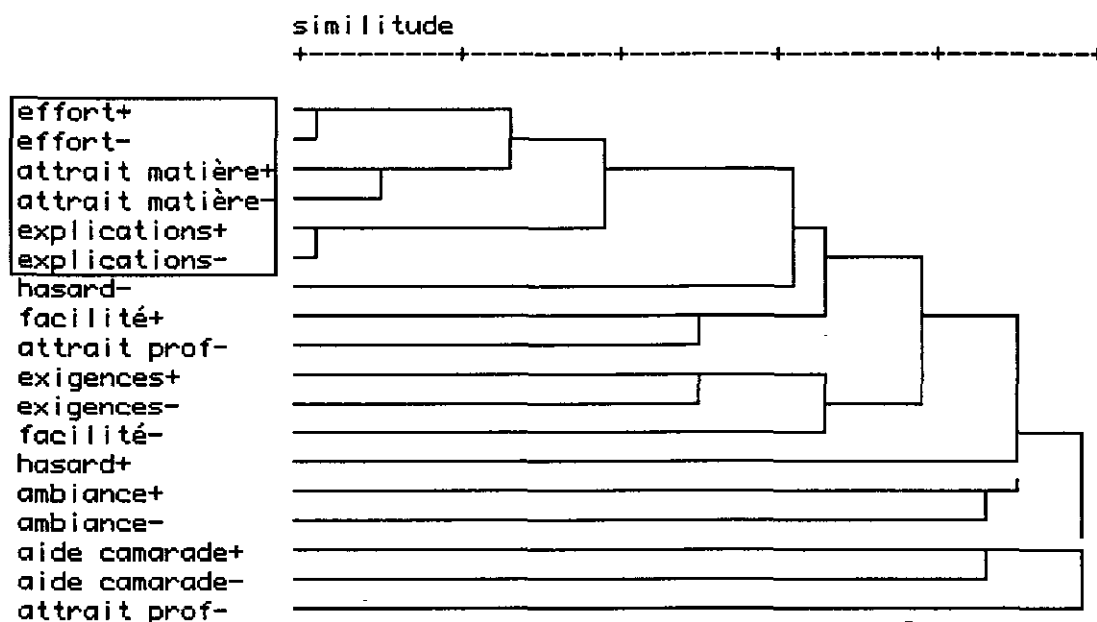 similitude
effort+
effort-
attrait matière+
attrait matière-
explications+
explications-
hasard-
facilité+
attrait prof-
exigences+
exigences-
facilité-
hasard+
ambiance+
ambiance-
aide camarade+
aide camarade-
attrait prof-